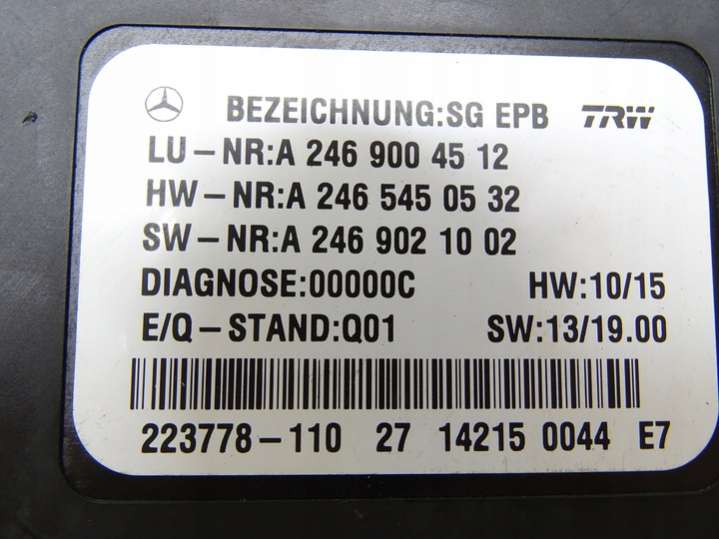 BEZEICHNUNG:SG EPB TRW
LU-NR:A 246 900 45 12
HW-NR:A 246 545 05 32
SW-NR:A 246 902 10 02
DIAGNOSE:00000C HW:10/15
E/Q-STAND:Q01 SW:13/19.00
223778-110 27 14215 0044 E7